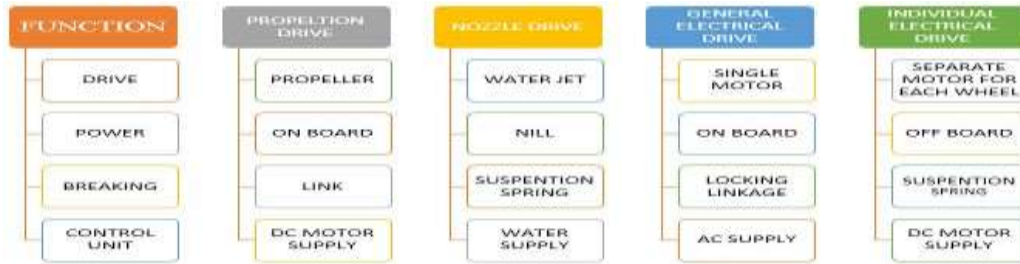 FUNCTION
DRIVE
POWER
BREAKING
CONTROL
UNIT
PROPELTION
DRIVE
PROPELLER
ON BOARD
LINK
DC MOTOR
SUPPLY
NOZZLE DRIVE
WATER JET
NILL
SUSPENTION
SPRING
WATER
SUPPLY
GENERAL
ELECTRICAL
DRIVE
SINGLE
MOTOR
ON BOARD
LOCKING
LINKAGE
AC SUPPLY
INDIVIDUAL
ELECTRICAL
DRIVE
SEPARATE
MOTOR FOR
EACH WHEEL
OFF BOARD
SUSPENTION
SPRING
DC MOTOR
SUPPLY